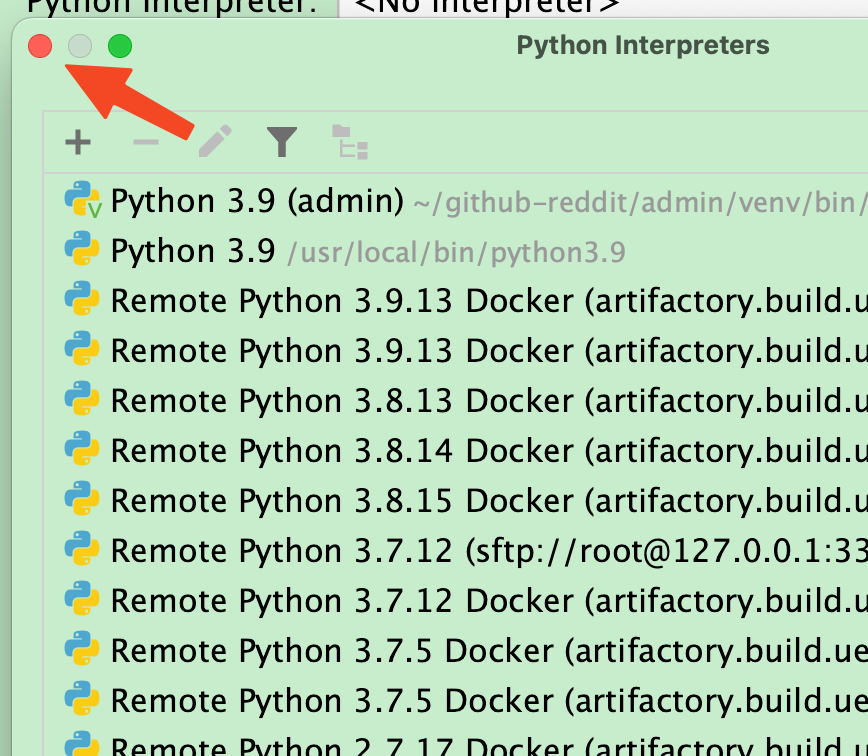 Python Interpreter: <No interpreter>
Python Interpreters
Python 3.9 (admin) ~/github-reddit/admin/venv/bin/
Python 3.9 /usr/local/bin/python3.9
Remote Python 3.9.13 Docker (artifactory.build.u
Remote Python 3.9.13 Docker (artifactory.build.u
Remote Python 3.8.13 Docker (artifactory.build.u
Remote Python 3.8.14 Docker (artifactory.build.u
Remote Python 3.8.15 Docker (artifactory.build.u
Remote Python 3.7.12 (sftp://root@127.0.0.1:33
Remote Python 3.7.12 Docker (artifactory.build.u
Remote Python 3.7.5 Docker (artifactory.build.ue
Remote Python 3.7.5 Docker (artifactory.build.ue
Remote Python 2.7.17 Docker (artifactory.build.u